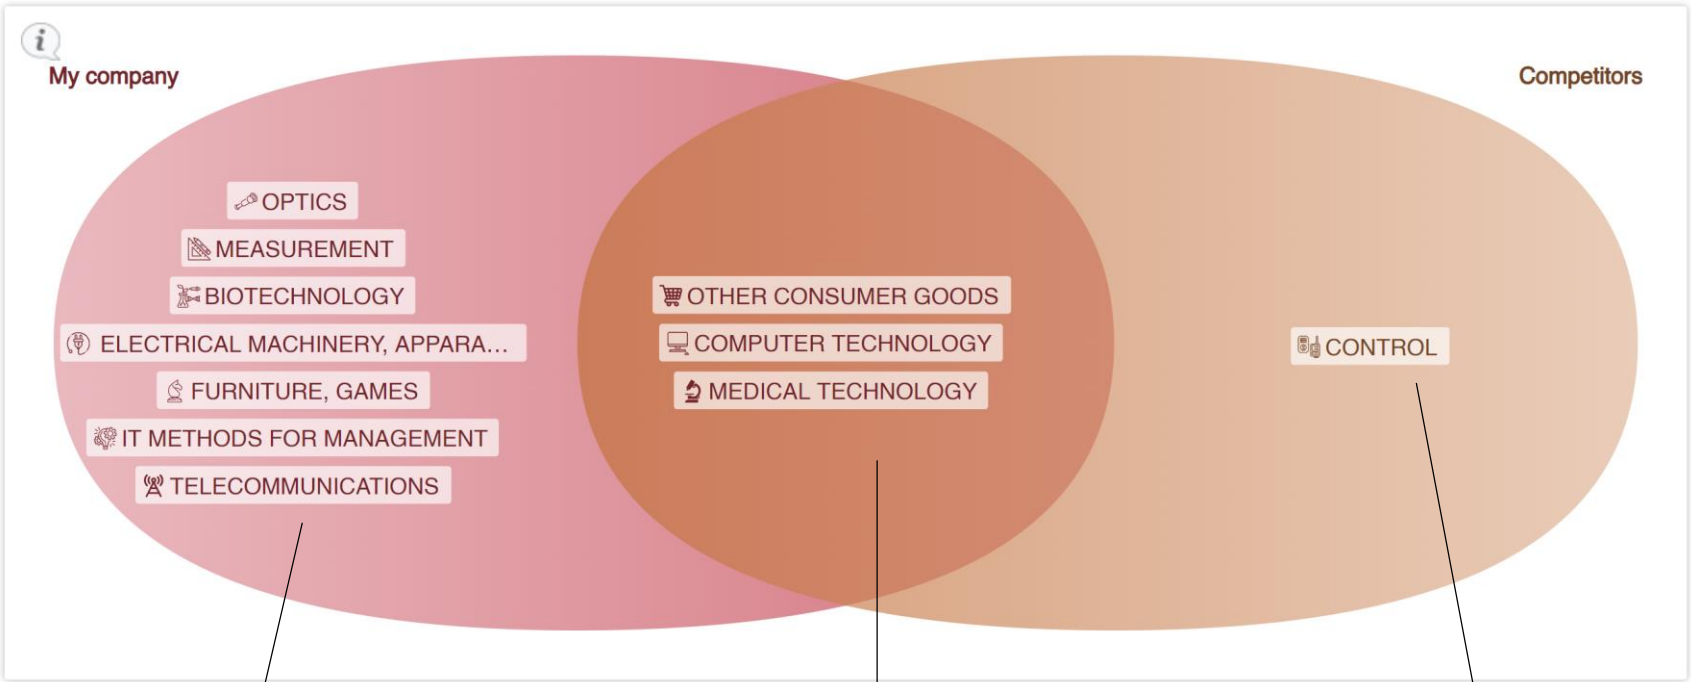 i
My company
Competitors
OPTICS
MEASUREMENT
BIOTECHNOLOGY
ELECTRICAL MACHINERY, APPARA...
FURNITURE, GAMES
IT METHODS FOR MANAGEMENT
TELECOMMUNICATIONS
OTHER CONSUMER GOODS
COMPUTER TECHNOLOGY
MEDICAL TECHNOLOGY
CONTROL